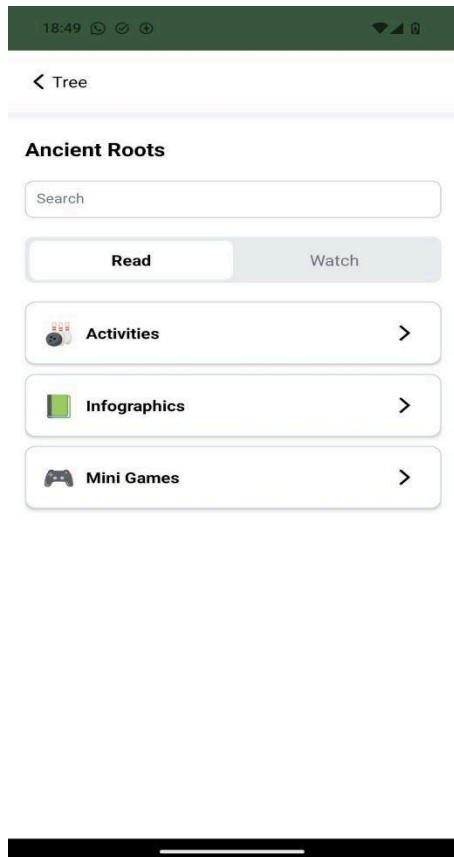 18:49
Tree
Ancient Roots
Search
Read Watch
Activities
Infographics
Mini Games